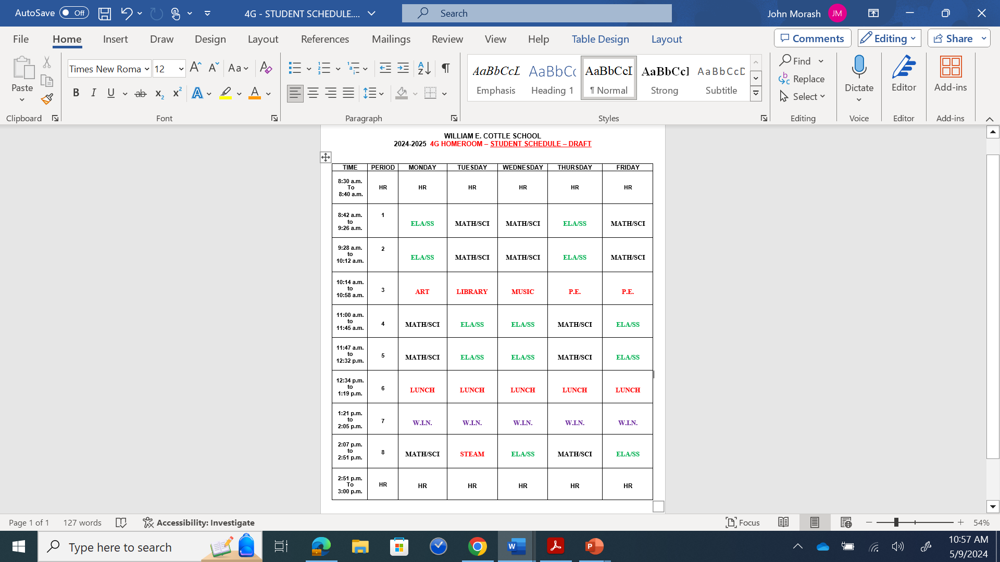 AutoSave Off 4G - STUDENT SCHEDULE.... Search John Morash JM
File Home Insert Draw Design Layout References Mailings Review View Help Table Design Layout Comments Editing Share
Times New Roma 12 Aa
Paste
Clipboard
Font
Paragraph
AaBbCcL AaBbCc AaBbCcI AaBbCcI AaBbCcD
Emphasis Heading 1 ¶ Normal Strong Subtitle
Styles
Find
Replace
Select
Editing
Dictate
Voice
Editor
Editor
Add-ins
Add-ins
WILLIAM E. COTTLE SCHOOL
2024-2025 4G HOMEROOM – STUDENT SCHEDULE – DRAFT
TIME PERIOD MONDAY TUESDAY WEDNESDAY THURSDAY FRIDAY
8:30 a.m.
To
8:40 a.m.
HR HR HR HR HR HR
8:42 a.m.
to
9:26 a.m.
1 ELA/SS MATH/SCI MATH/SCI ELA/SS MATH/SCI
9:28 a.m.
to
10:12 a.m.
2 ELA/SS MATH/SCI MATH/SCI ELA/SS MATH/SCI
10:14 a.m.
to
10:58 a.m.
3 ART LIBRARY MUSIC P.E. P.E.
11:00 a.m.
to
11:45 a.m.
4 MATH/SCI ELA/SS ELA/SS MATH/SCI ELA/SS
11:47 a.m.
to
12:32 p.m.
5 MATH/SCI ELA/SS ELA/SS MATH/SCI ELA/SS
12:34 p.m.
to
1:19 p.m.
6 LUNCH LUNCH LUNCH LUNCH LUNCH
1:21 p.m.
to
2:05 p.m.
7 W.I.N. W.I.N. W.I.N. W.I.N. W.I.N.
2:07 p.m.
to
2:51 p.m.
8 MATH/SCI STEAM ELA/SS MATH/SCI ELA/SS
2:51 p.m.
To
3:00 p.m.
HR HR HR HR HR HR
Page 1 of 1 127 words Accessibility: Investigate Focus 54%
Type here to search
10:57 AM
5/9/2024